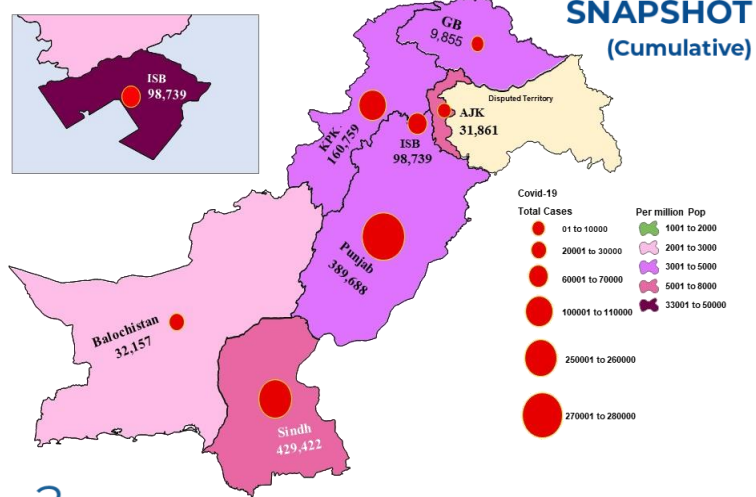 SNAPSHOT
(Cumulative)
ISB
98,739
GB
9,855
Disputed Territory
AJK
31,861
KPK
160,759
ISB
98,739
Punjab
389,688
Balochistan
32,157
Sindh
429,422
Covid-19
Total Cases
01 to 10000
20001 to 30000
60001 to 70000
100001 to 110000
250001 to 260000
270001 to 280000
Per million Pop
1001 to 2000
2001 to 3000
3001 to 5000
5001 to 8000
33001 to 50000